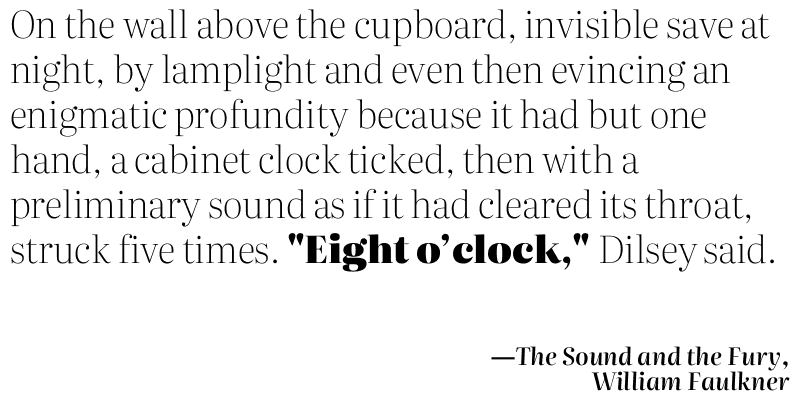 On the wall above the cupboard, invisible save at
night, by lamplight and even then evincing an
enigmatic profundity because it had but one
hand, a cabinet clock ticked, then with a
preliminary sound as if it had cleared its throat,
struck five times. "Eight o’clock," Dilsey said.
—The Sound and the Fury,
William Faulkner